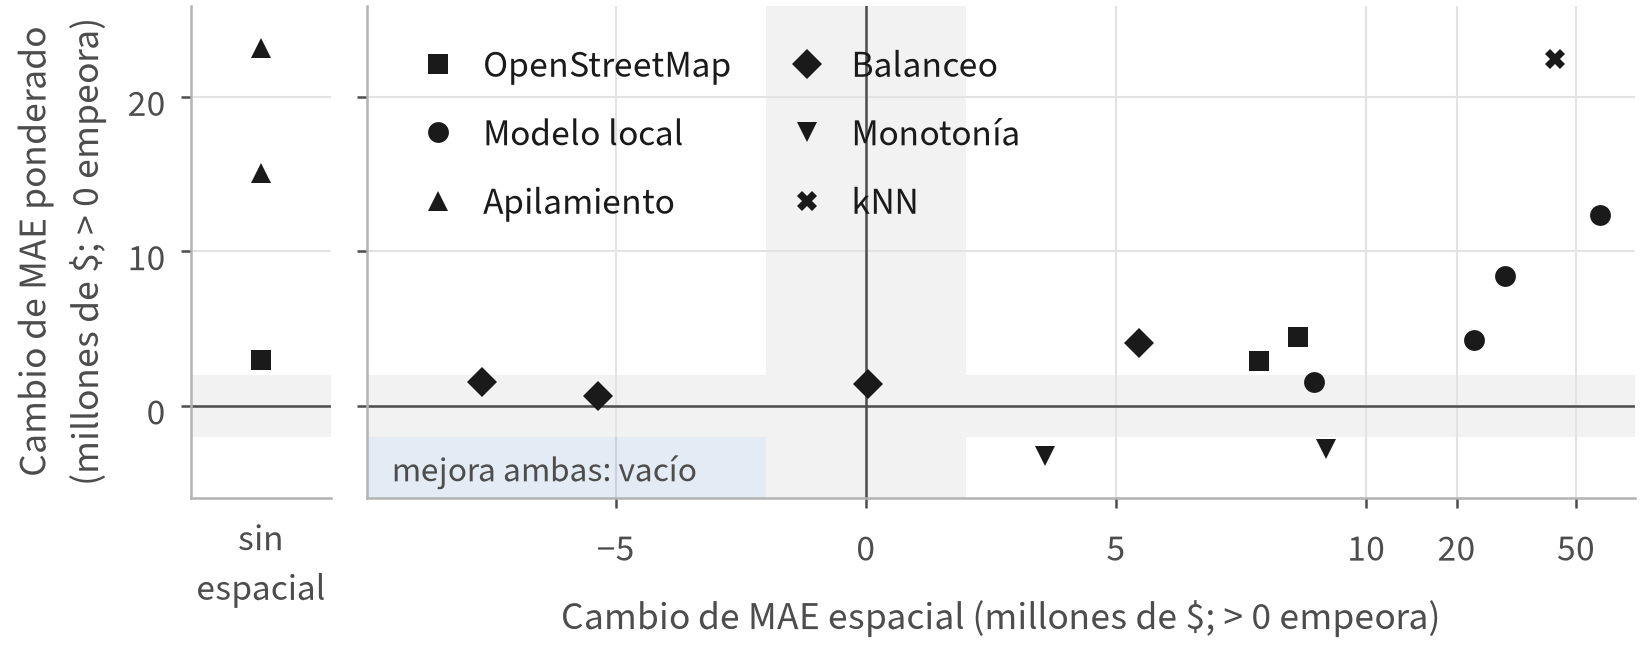 Cambio de MAE ponderado
(millones de $; > 0 empeora)
20
10
0
OpenStreetMap
Modelo local
Apilamiento
Balanceo
Monotonía
kNN
mejora ambas: vacío
sin
espacial
−5
0
5
10
20
50
Cambio de MAE espacial (millones de $; > 0 empeora)